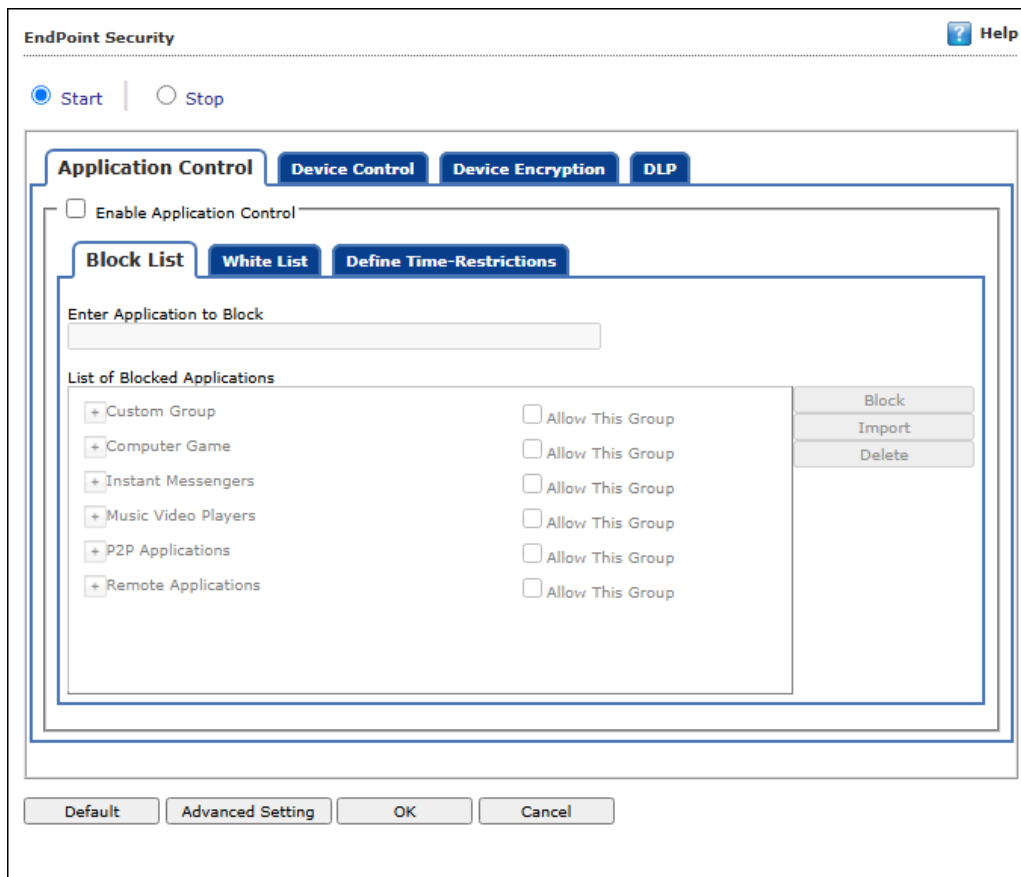 EndPoint Security
? Help
Start Stop
Application Control Device Control Device Encryption DLP
Enable Application Control
Block List White List Define Time-Restrictions
Enter Application to Block
List of Blocked Applications
+ Custom Group Allow This Group Block
+ Computer Game Allow This Group Import
+ Instant Messengers Allow This Group Delete
+ Music Video Players Allow This Group
+ P2P Applications Allow This Group
+ Remote Applications Allow This Group
Default Advanced Setting OK Cancel